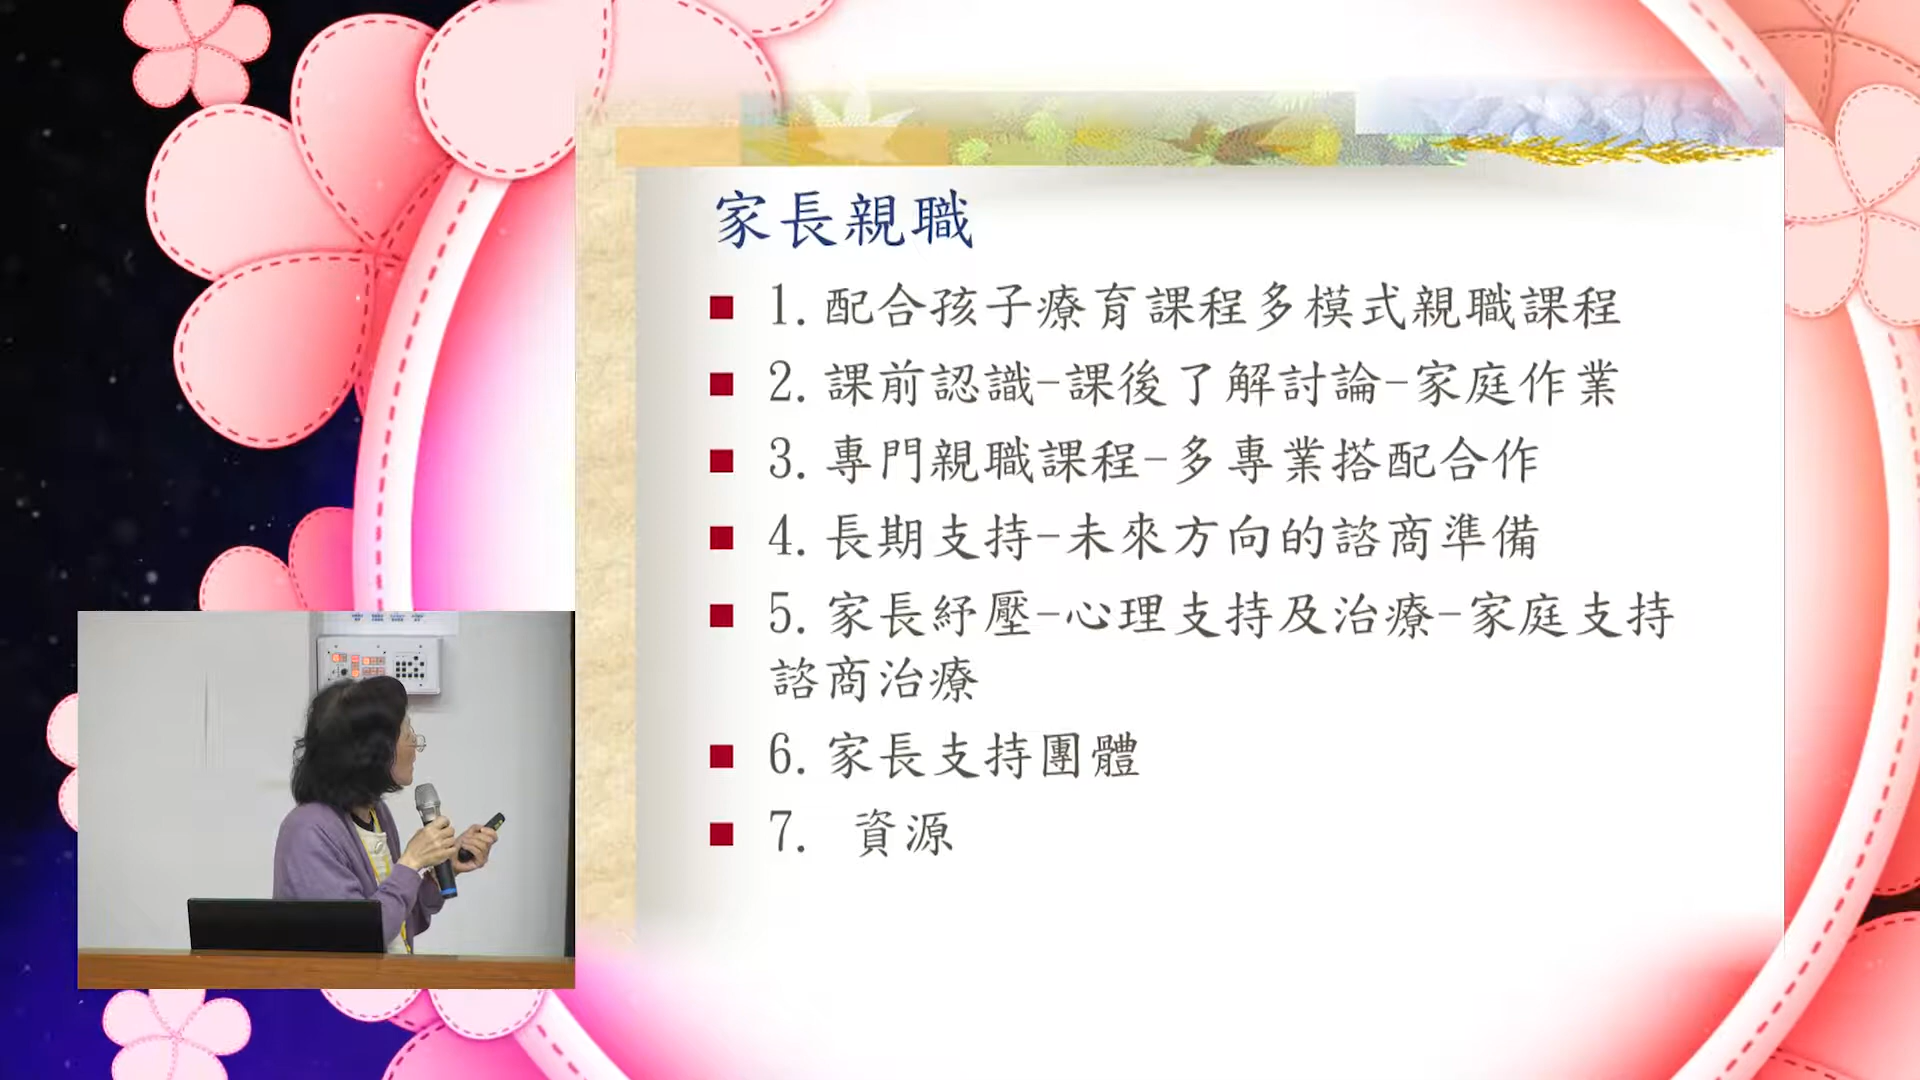 家長親職
1. 配合孩子療育課程多模式親職課程
2. 課前認識-課後了解討論-家庭作業
3. 專門親職課程-多專業搭配合作
4. 長期支持-未來方向的諮商準備
5. 家長紓壓-心理支持及治療-家庭支持
諮商治療
6. 家長支持團體
7. 資源